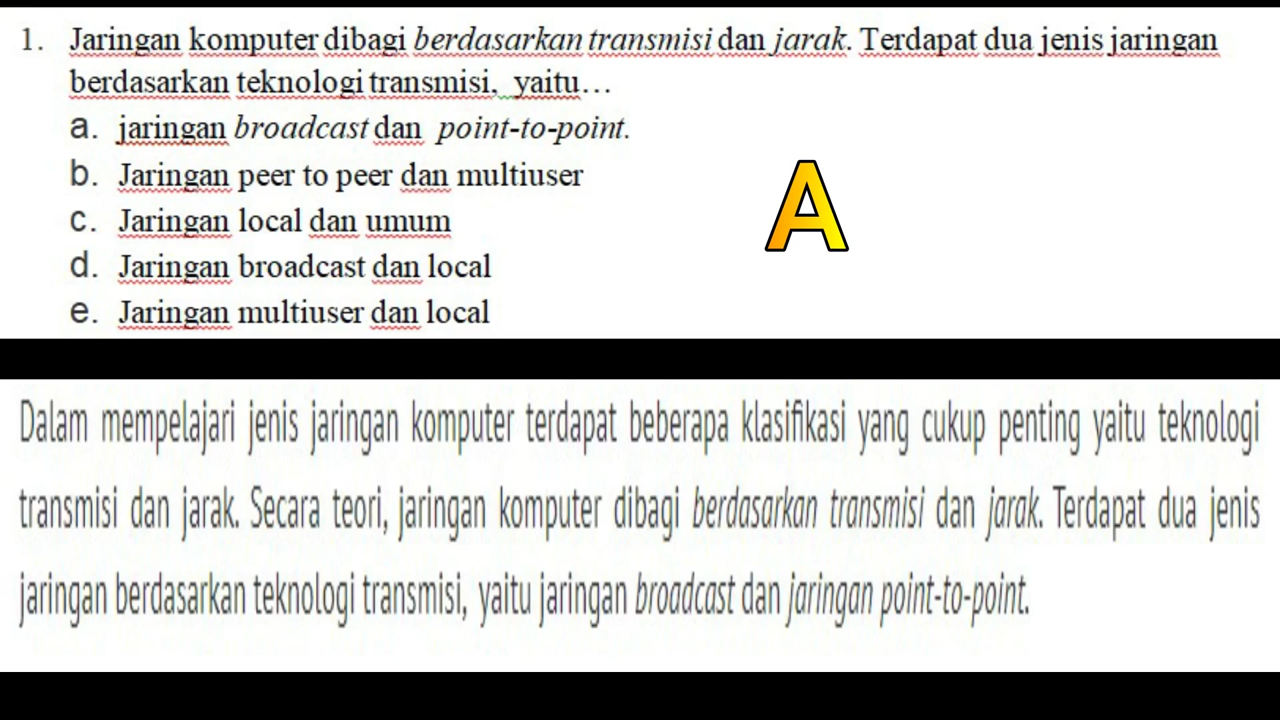 1. Jaringan komputer dibagi berdasarkan transmisi dan jarak. Terdapat dua jenis jaringan
berdasarkan teknologi transmisi, yaitu…
a. jaringan broadcast dan point-to-point.
b. Jaringan peer to peer dan multiuser
c. Jaringan local dan umum
d. Jaringan broadcast dan local
e. Jaringan multiuser dan local
A
Dalam mempelajari jenis jaringan komputer terdapat beberapa klasifikasi yang cukup penting yaitu teknologi
transmisi dan jarak. Secara teori, jaringan komputer dibagi berdasarkan transmisi dan jarak. Terdapat dua jenis
jaringan berdasarkan teknologi transmisi, yaitu jaringan broadcast dan jaringan point-to-point.